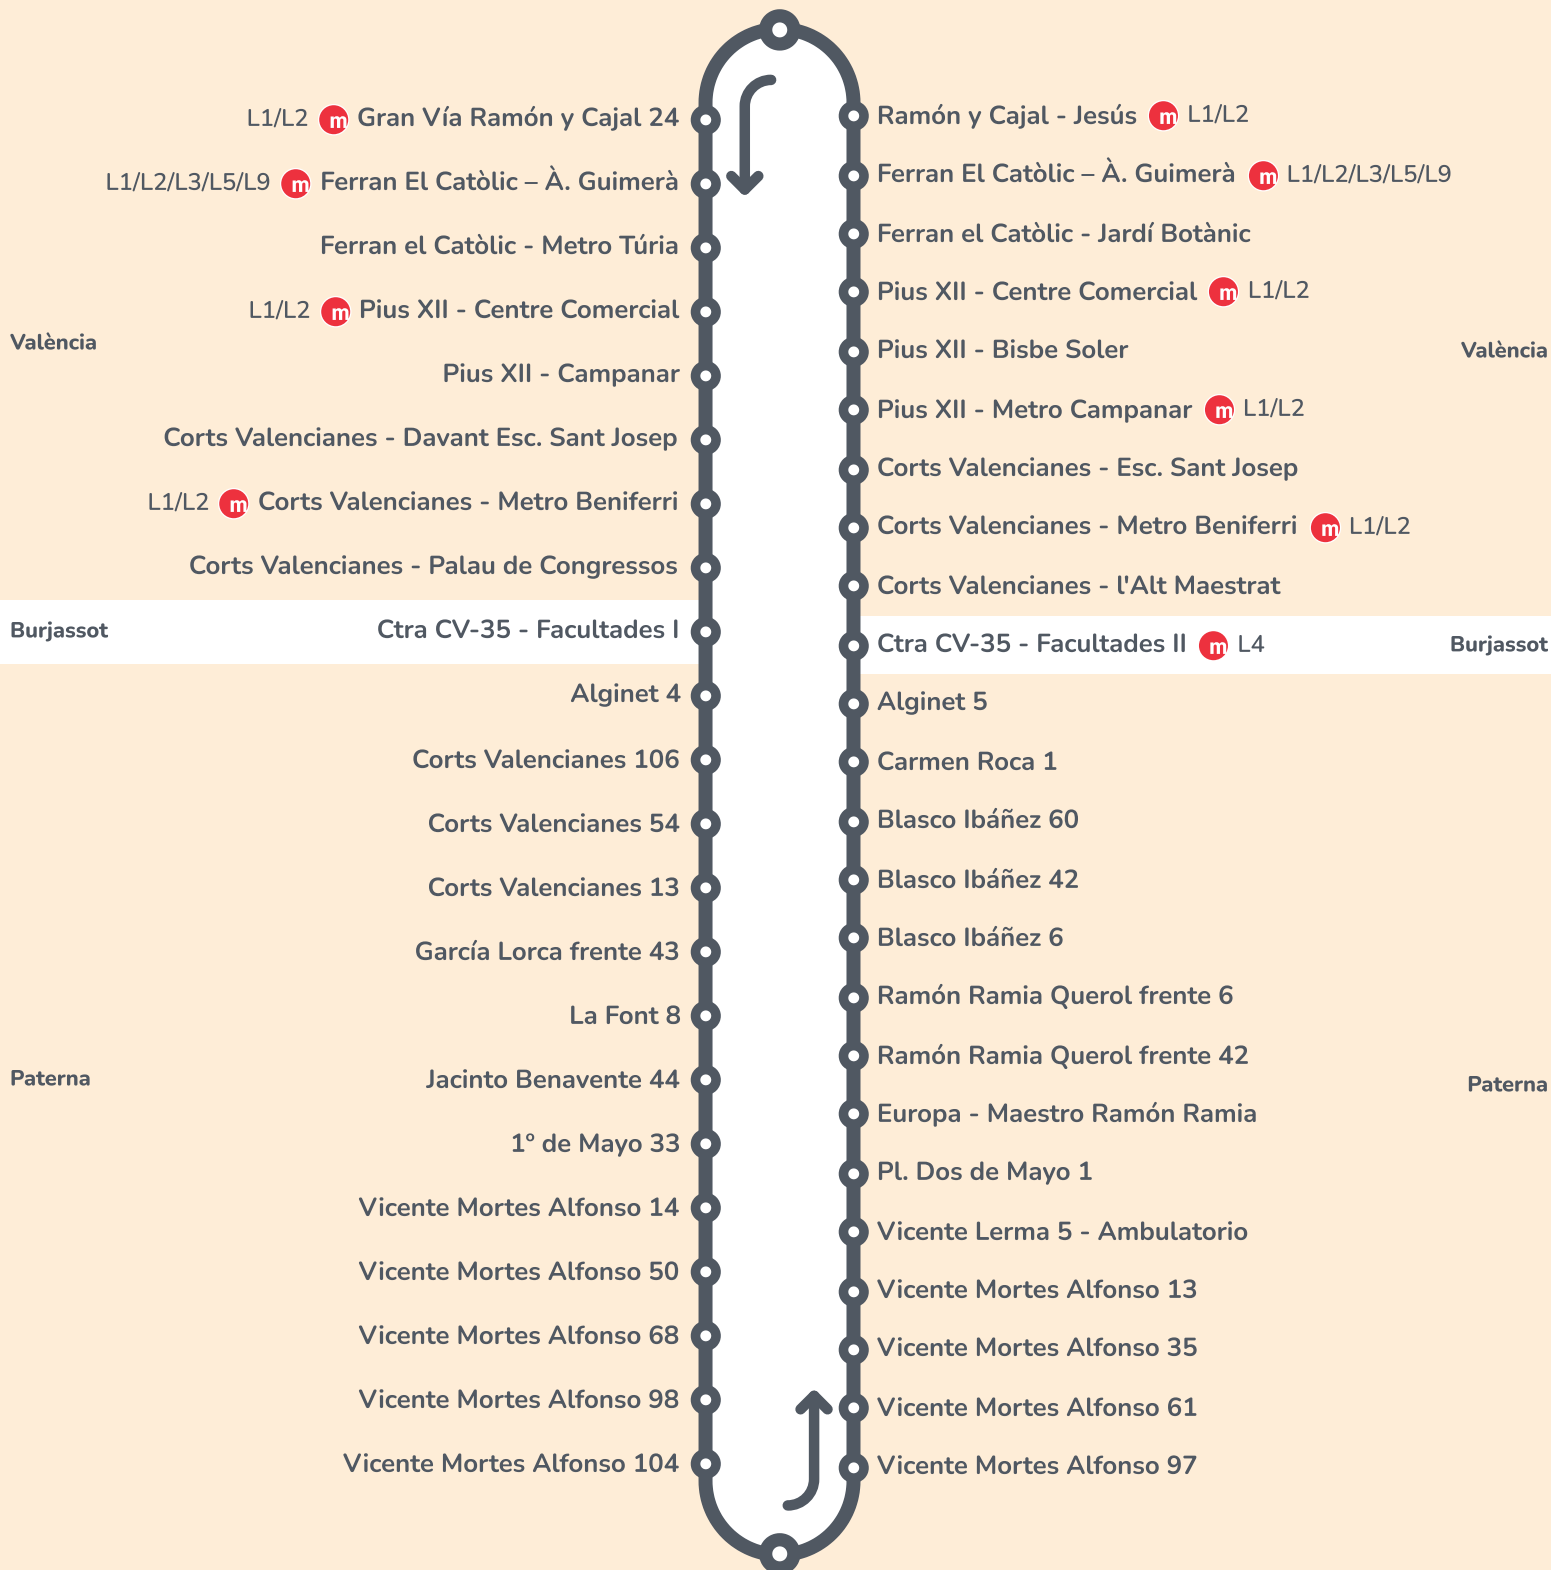 L1/L2 m Gran Vía Ramón y Cajal 24
L1/L2/L3/L5/L9 m Ferran El Catòlic – À. Guimerà
Ferran el Catòlic - Metro Túria
L1/L2 m Pius XII - Centre Comercial
València
Pius XII - Campanar
Corts Valencianes - Davant Esc. Sant Josep
L1/L2 m Corts Valencianes - Metro Beniferri
Corts Valencianes - Palau de Congressos
Burjassot
Ctra CV-35 - Facultades I
Alginet 4
Corts Valencianes 106
Corts Valencianes 54
Corts Valencianes 13
García Lorca frente 43
La Font 8
Paterna
Jacinto Benavente 44
1º de Mayo 33
Vicente Mortes Alfonso 14
Vicente Mortes Alfonso 50
Vicente Mortes Alfonso 68
Vicente Mortes Alfonso 98
Vicente Mortes Alfonso 104
Ramón y Cajal - Jesús m L1/L2
Ferran El Catòlic – À. Guimerà m L1/L2/L3/L5/L9
Ferran el Catòlic - Jardí Botànic
Pius XII - Centre Comercial m L1/L2
Pius XII - Bisbe Soler
València
Pius XII - Metro Campanar m L1/L2
Corts Valencianes - Esc. Sant Josep
Corts Valencianes - Metro Beniferri m L1/L2
Corts Valencianes - l'Alt Maestrat
Ctra CV-35 - Facultades II m L4
Burjassot
Alginet 5
Carmen Roca 1
Blasco Ibáñez 60
Blasco Ibáñez 42
Blasco Ibáñez 6
Ramón Ramia Querol frente 6
Ramón Ramia Querol frente 42
Paterna
Europa - Maestro Ramón Ramia
Pl. Dos de Mayo 1
Vicente Lerma 5 - Ambulatorio
Vicente Mortes Alfonso 13
Vicente Mortes Alfonso 35
Vicente Mortes Alfonso 61
Vicente Mortes Alfonso 97